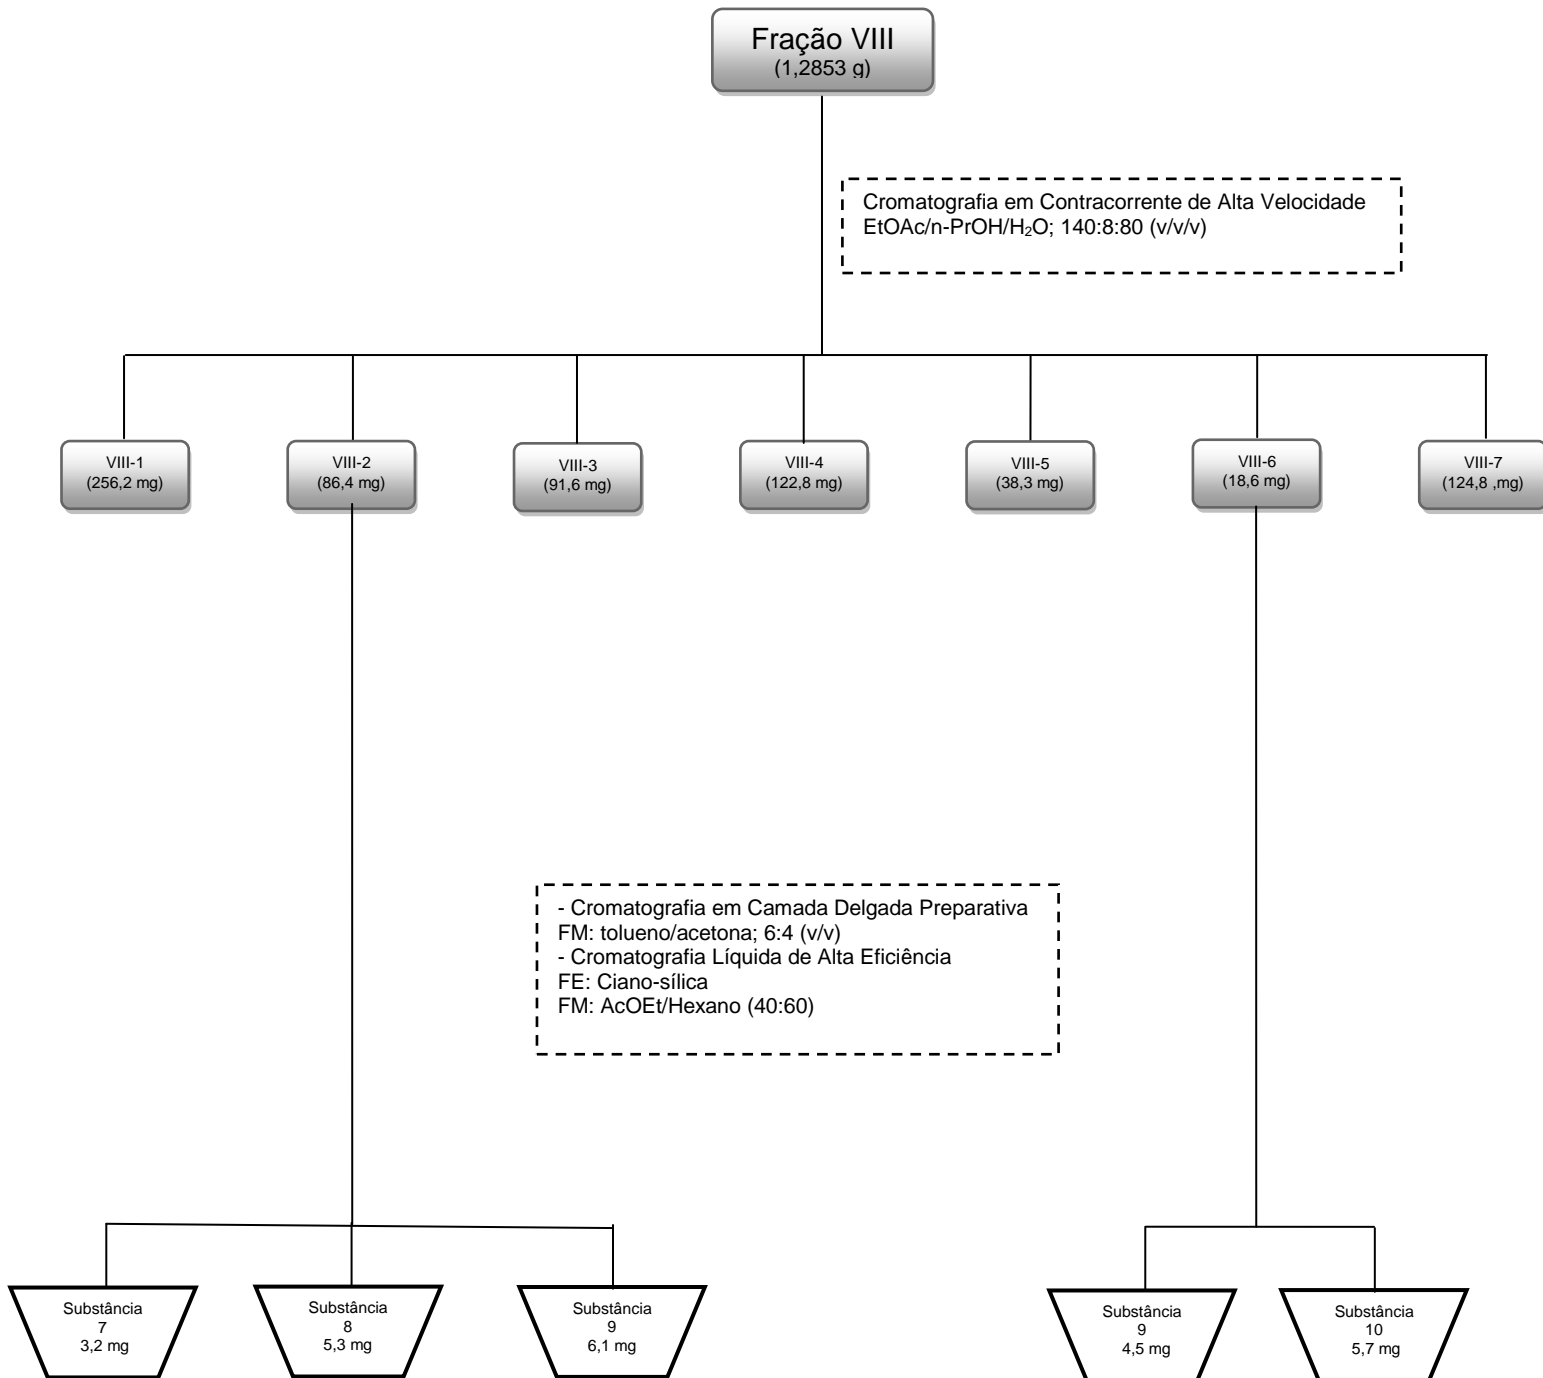 Fração VIII
(1,2853 g)
Cromatografia em Contracorrente de Alta Velocidade
EtOAc/n-PrOH/H₂O; 140:8:80 (v/v/v)
VIII-1
(256,2 mg)
VIII-2
(86,4 mg)
VIII-3
(91,6 mg)
VIII-4
(122,8 mg)
VIII-5
(38,3 mg)
VIII-6
(18,6 mg)
VIII-7
(124,8 ,mg)
- Cromatografia em Camada Delgada Preparativa
FM: tolueno/acetona; 6:4 (v/v)
- Cromatografia Líquida de Alta Eficiência
FE: Ciano-sílica
FM: AcOEt/Hexano (40:60)
Substância
7
3,2 mg
Substância
8
5,3 mg
Substância
9
6,1 mg
Substância
9
4,5 mg
Substância
10
5,7 mg